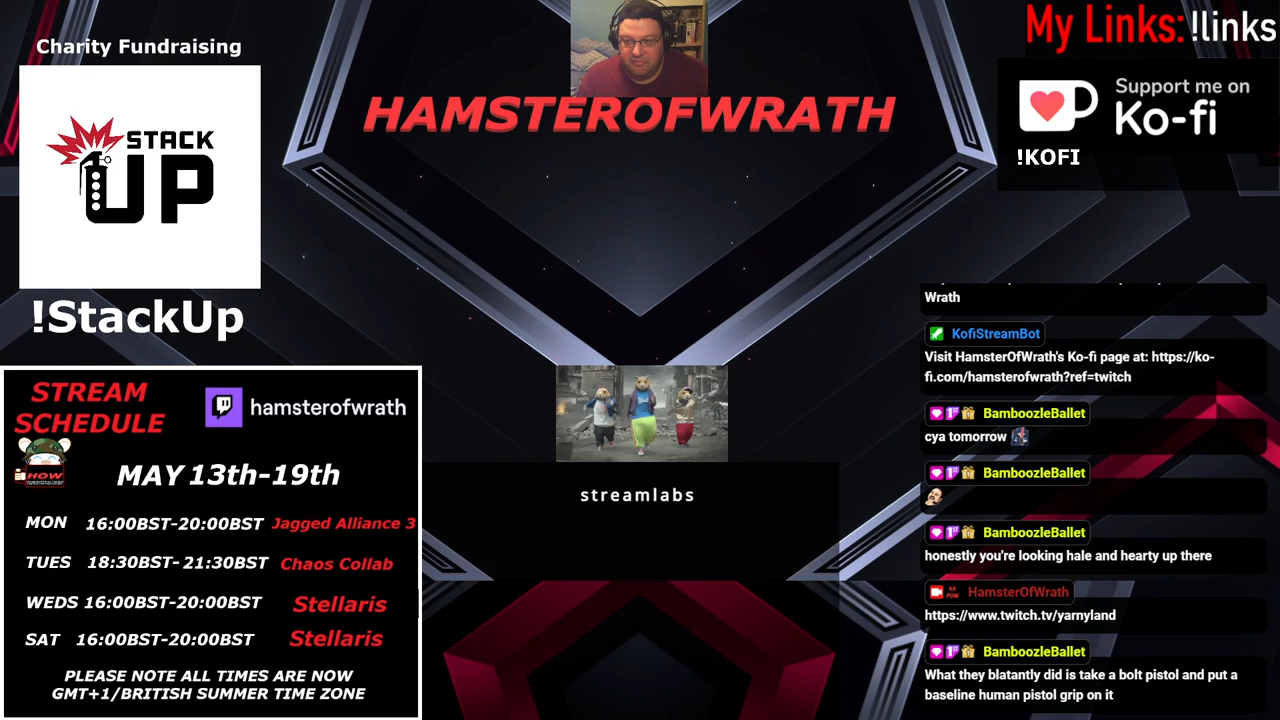 Charity Fundraising
STACK
UP
!StackUp
HAMSTEROFWRATH
My Links: !links
Support me on
Ko-fi
!KOFI
STREAM
SCHEDULE
hamsterofwrath
HOW
MAY 13th-19th
MON 16:00BST-20:00BST Jagged Alliance 3
TUES 18:30BST-21:30BST Chaos Collab
WEDS 16:00BST-20:00BST Stellaris
SAT 16:00BST-20:00BST Stellaris
PLEASE NOTE ALL TIMES ARE NOW
GMT+1/BRITISH SUMMER TIME ZONE
streamlabs
Wrath
KofiStreamBot
Visit HamsterOfWrath's Ko-fi page at: https://ko-
fi.com/hamsterofwrath?ref=twitch
BamboozleBallet
cya tomorrow
BamboozleBallet
BamboozleBallet
honestly you're looking hale and hearty up there
HamsterOfWrath
https://www.twitch.tv/yarnyland
BamboozleBallet
What they blatantly did is take a bolt pistol and put a
baseline human pistol grip on it